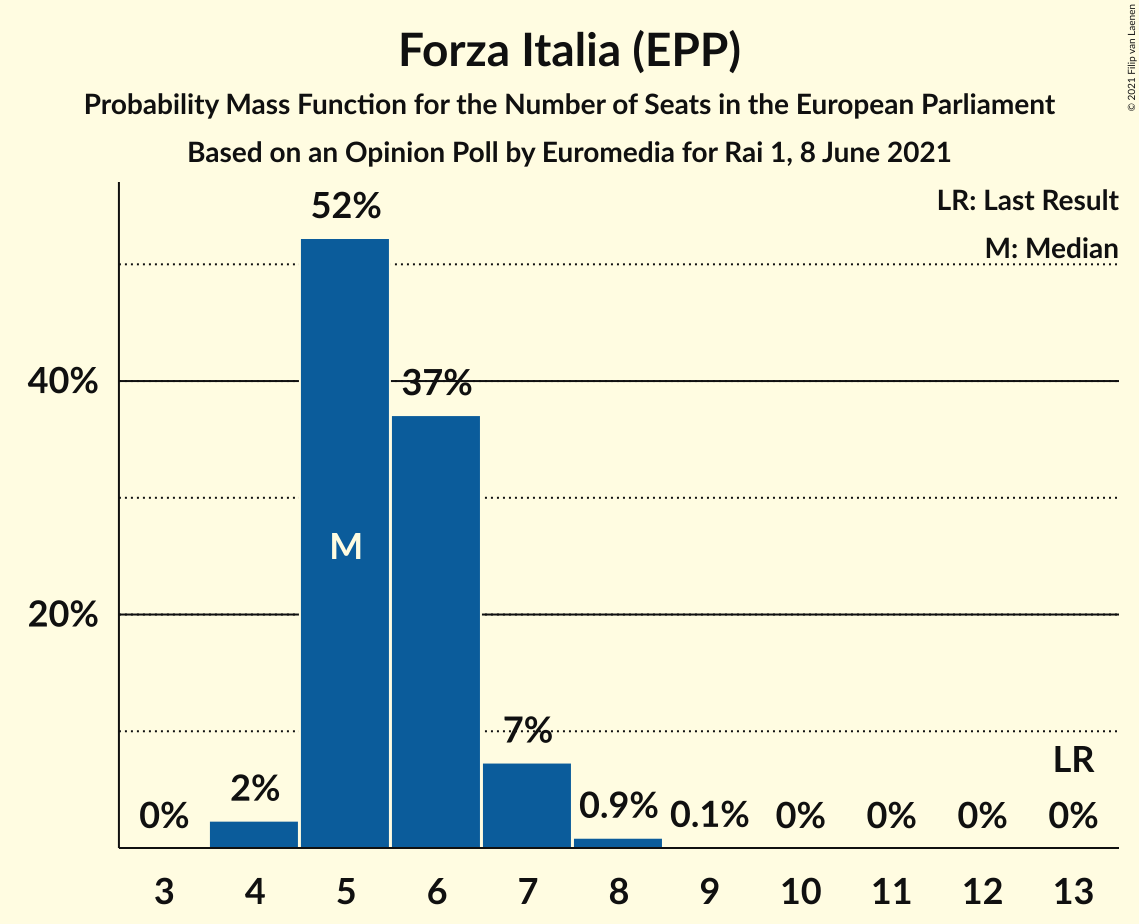 Forza Italia (EPP)
Probability Mass Function for the Number of Seats in the European Parliament
Based on an Opinion Poll by Euromedia for Rai 1, 8 June 2021
© 2021 Filip van Laenen
LR: Last Result
M: Median
52%
40%
37%
M
20%
7%
LR
2%
0.9%
0% 0.1% 0% 0% 0% 0%
3 4 5 6 7 8 9 10 11 12 13